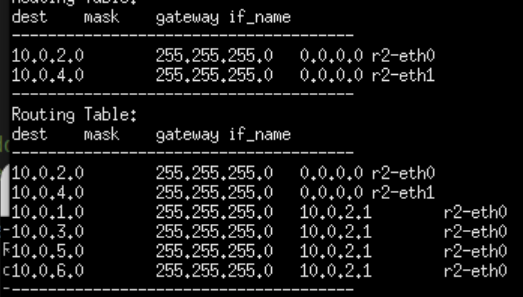 Routing Table:
dest mask gateway if_name
---------------------------------------
10.0.2.0 255.255.255.0 0.0.0.0 r2-eth0
10.0.4.0 255.255.255.0 0.0.0.0 r2-eth1
---------------------------------------
Routing Table:
dest mask gateway if_name
---------------------------------------
10.0.2.0 255.255.255.0 0.0.0.0 r2-eth0
10.0.4.0 255.255.255.0 0.0.0.0 r2-eth1
10.0.1.0 255.255.255.0 10.0.2.1 r2-eth0
10.0.3.0 255.255.255.0 10.0.2.1 r2-eth0
10.0.5.0 255.255.255.0 10.0.2.1 r2-eth0
10.0.6.0 255.255.255.0 10.0.2.1 r2-eth0
---------------------------------------